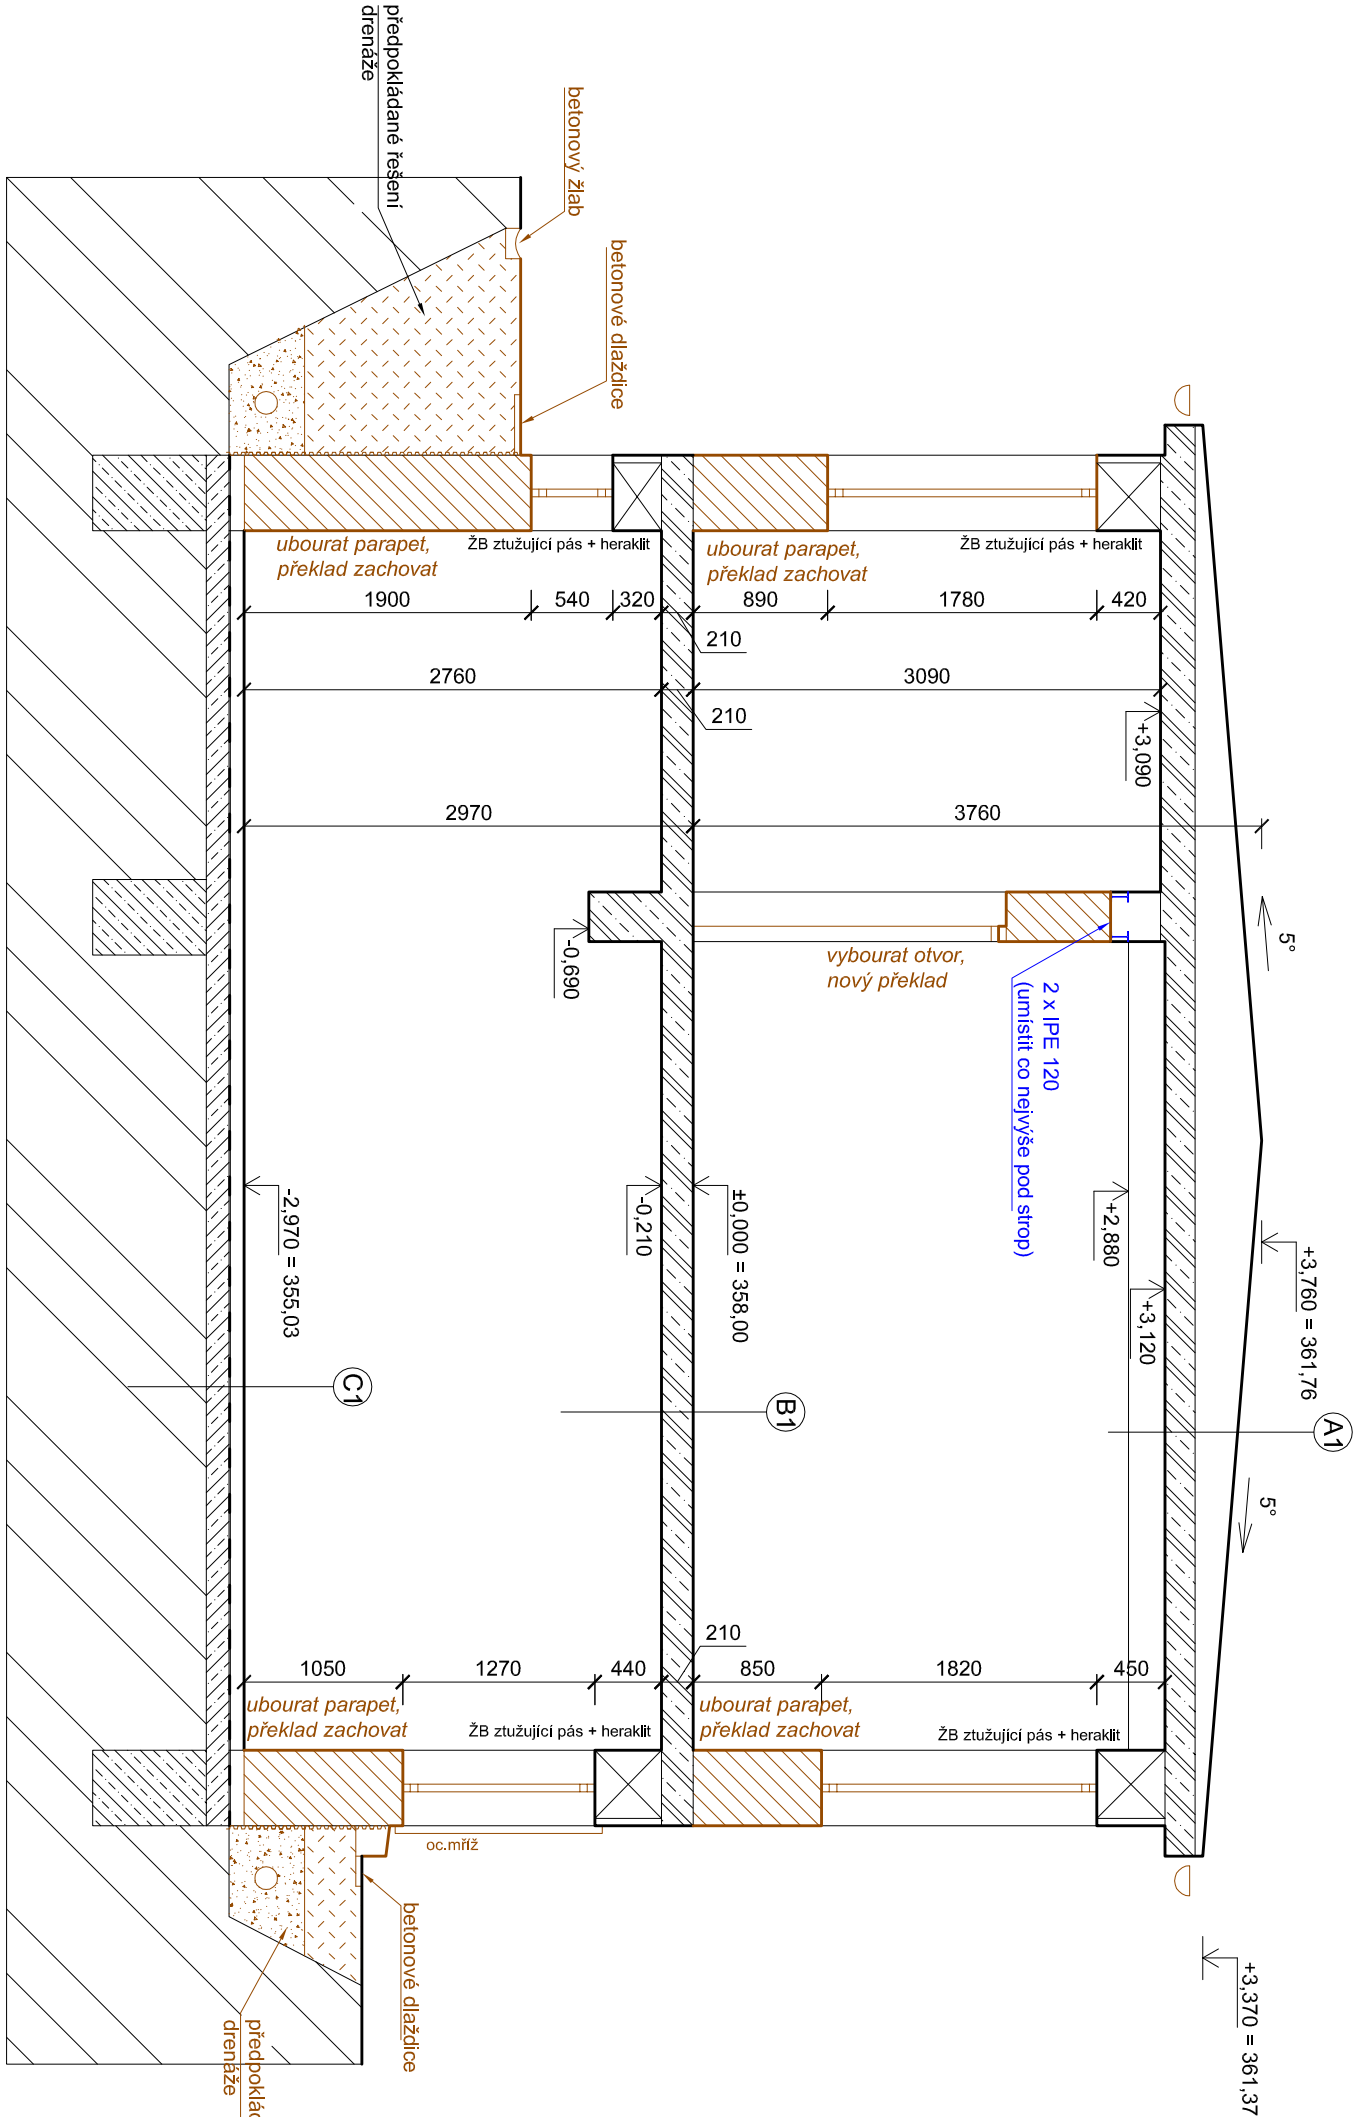 předpokládané řešení
drenáže
betonový žlab
betonové dlaždice
ubourat parapet,
překlad zachovat
ŽB ztužující pás + heraklit
ubourat parapet,
překlad zachovat
ŽB ztužující pás + heraklit
1900
540
320
890
1780
420
210
2760
3090
210
+3,090
2970
3760
-0,690
vybourat otvor,
nový překlad
2 x IPE 120
(umístit co nejvýše pod strop)
5°
-2,970 = 355,03
-0,210
±0,000 = 358,00
+2,880
+3,120
+3,760 = 361,76
C1
B1
A1
5°
210
1050
1270
440
850
1820
450
ubourat parapet,
překlad zachovat
ŽB ztužující pás + heraklit
ubourat parapet,
překlad zachovat
ŽB ztužující pás + heraklit
oc.mříž
betonové dlaždice
drenáže
+3,370 = 361,37